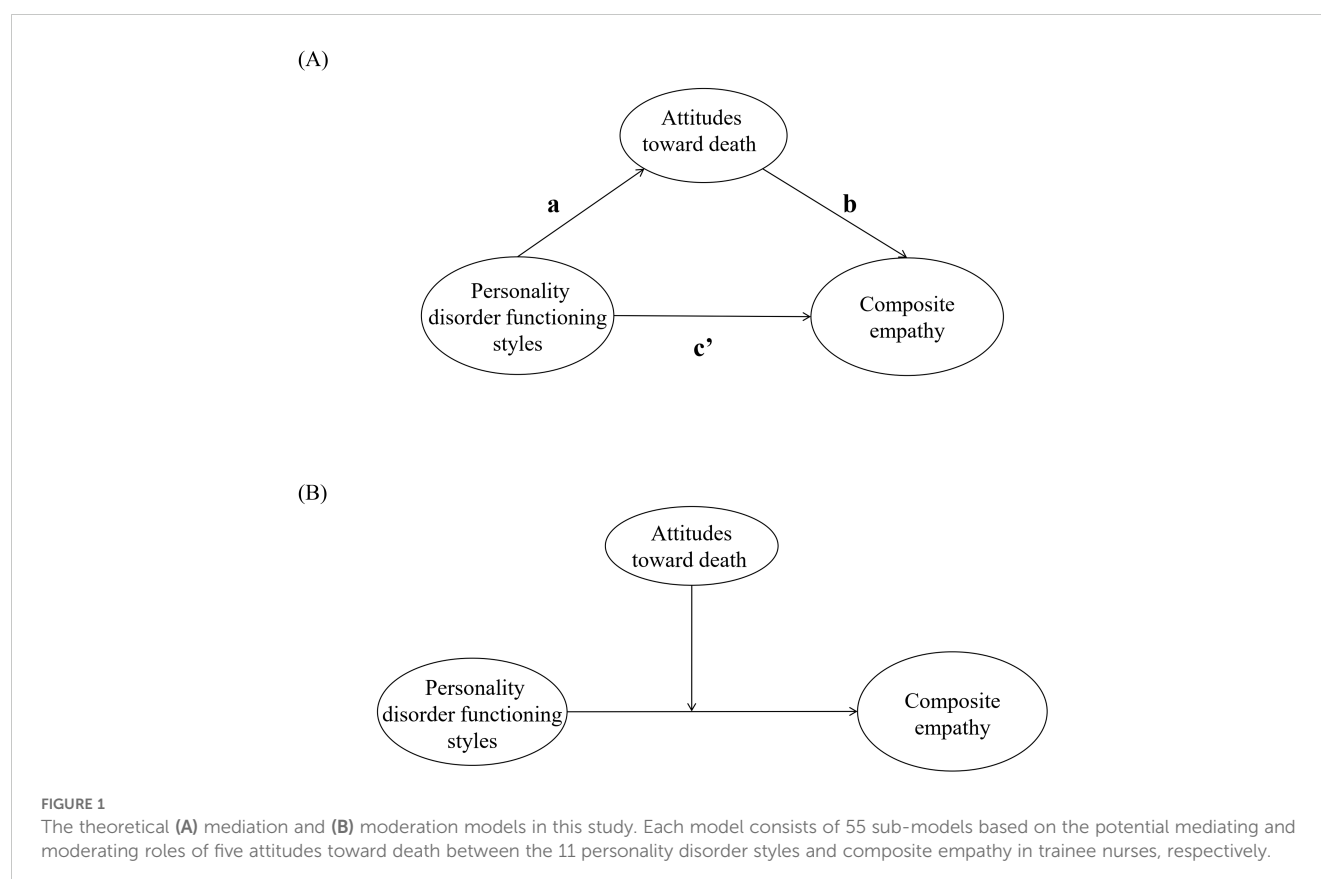 (A)
Attitudes
toward death
a
b
Personality
disorder functioning
styles
Composite
empathy
c’
(B)
Attitudes
toward death
Personality
disorder functioning
styles
Composite
empathy
FIGURE 1
The theoretical (A) mediation and (B) moderation models in this study. Each model consists of 55 sub-models based on the potential mediating and
moderating roles of five attitudes toward death between the 11 personality disorder styles and composite empathy in trainee nurses, respectively.